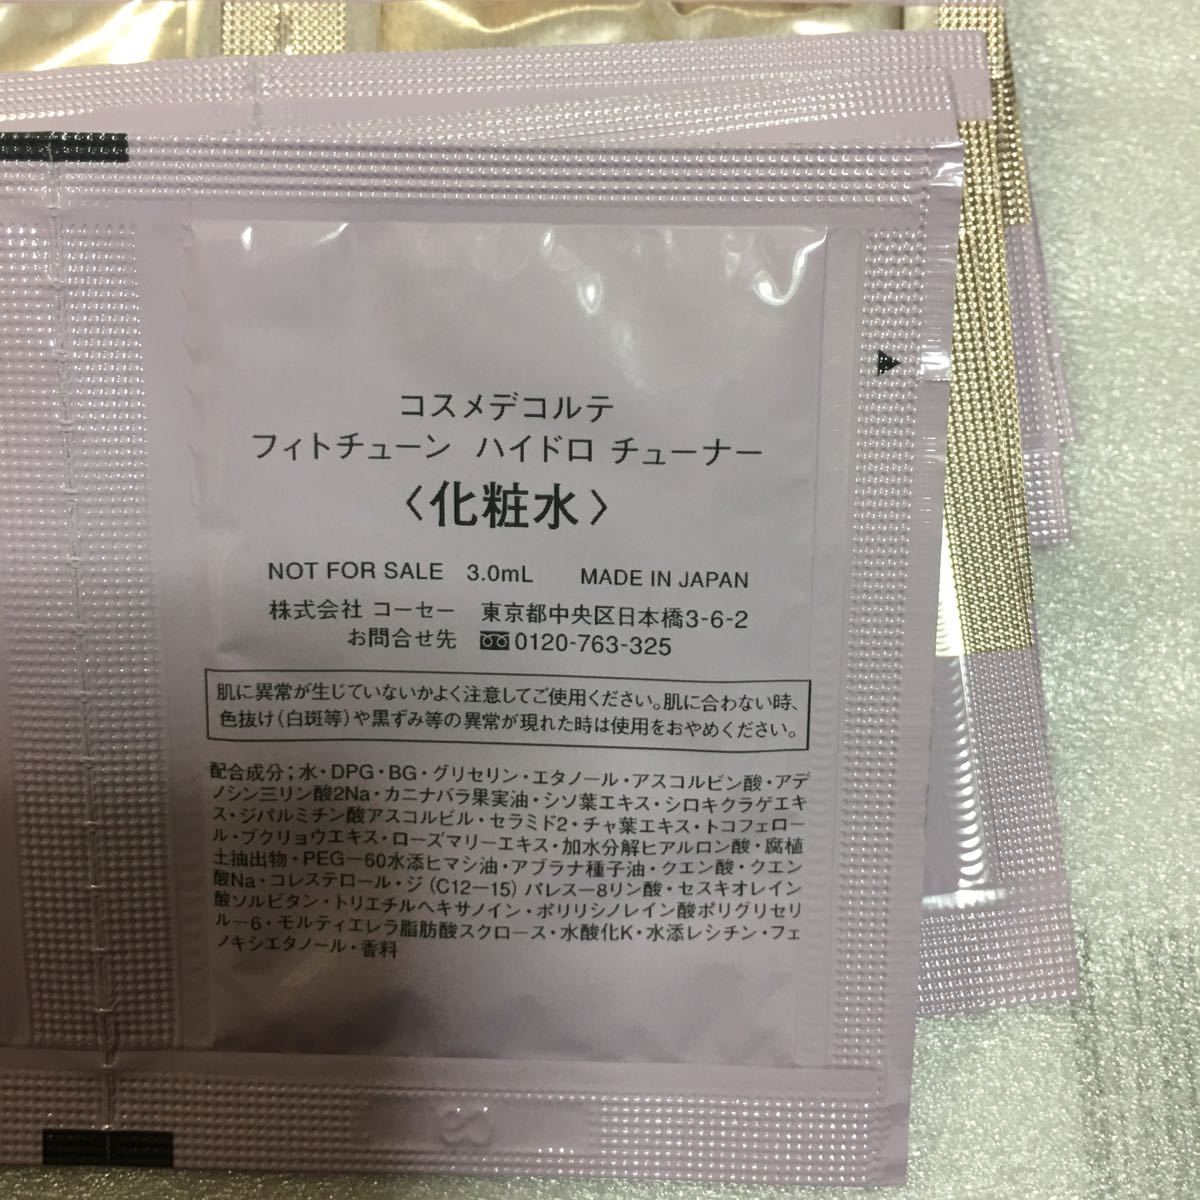 コスメデコルテ
フィトチューン ハイドロ チューナー
〈化粧水〉
NOT FOR SALE 3.0mL MADE IN JAPAN
株式会社 コーセー 東京都中央区日本橋3-6-2
お問合せ先 0120-763-325
肌に異常が生じていないかよく注意してご使用ください。肌に合わない時、
色抜け(白斑等)や黒ずみ等の異常が現れた時は使用をおやめください。
配合成分;水・DPG・BG・グリセリン・エタノール・アスコルビン酸・アデ
ノシン三リン酸2Na・カニナバラ果実油・シソ葉エキス・シロキクラゲエキ
ス・ジパルミチン酸アスコルビル・セラミド2・チャ葉エキス・トコフェロー
ル・ブクリョウエキス・ローズマリーエキス・加水分解ヒアルロン酸・腐植
土抽出物・PEG-60水添ヒマシ油・アブラナ種子油・クエン酸・クエン
酸Na・コレステロール・ジ(C12-15)パレス-8リン酸・セスキオレイン
酸ソルビタン・トリエチルヘキサノイン・ポリリシノレイン酸ポリグリセリ
ル-6・モルティエレラ脂肪酸スクロース・水酸化K・水添レシチン・フェ
ノキシエタノール・香料